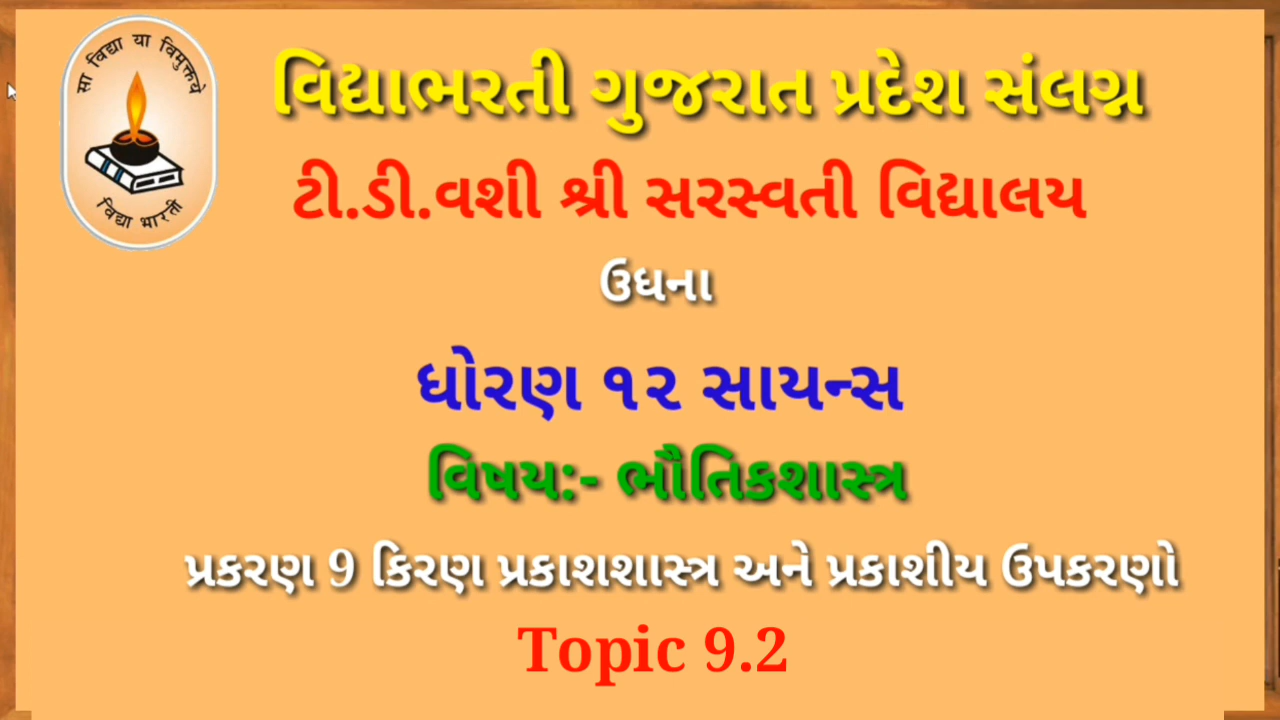 सा विद्या या विमुक्तये
विद्या भारती
વિદ્યાભરતી ગુજરાત પ્રદેશ સંલગ્ન
ટી.ડી.વશી શ્રી સરસ્વતી વિદ્યાલય
ઉધના
ધોરણ ૧૨ સાયન્સ
વિષય:- ભૌતિકશાસ્ત્ર
પ્રકરણ 9 કિરણ પ્રકાશશાસ્ત્ર અને પ્રકાશીય ઉપકરણો
Topic 9.2